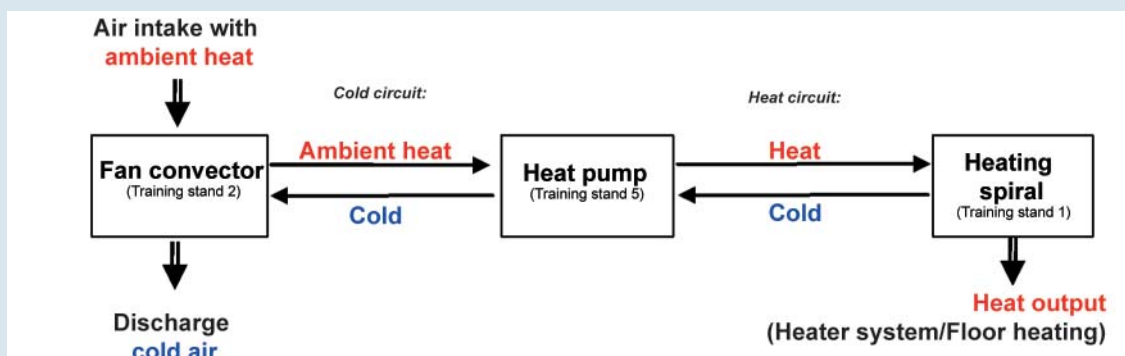 Air intake with
ambient heat
Cold circuit:
Heat circuit:
Fan convector
(Training stand 2)
Ambient heat
Cold
Heat pump
(Training stand 5)
Heat
Cold
Heating
spiral
(Training stand 1)
Discharge
cold air
Heat output
(Heater system/Floor heating)